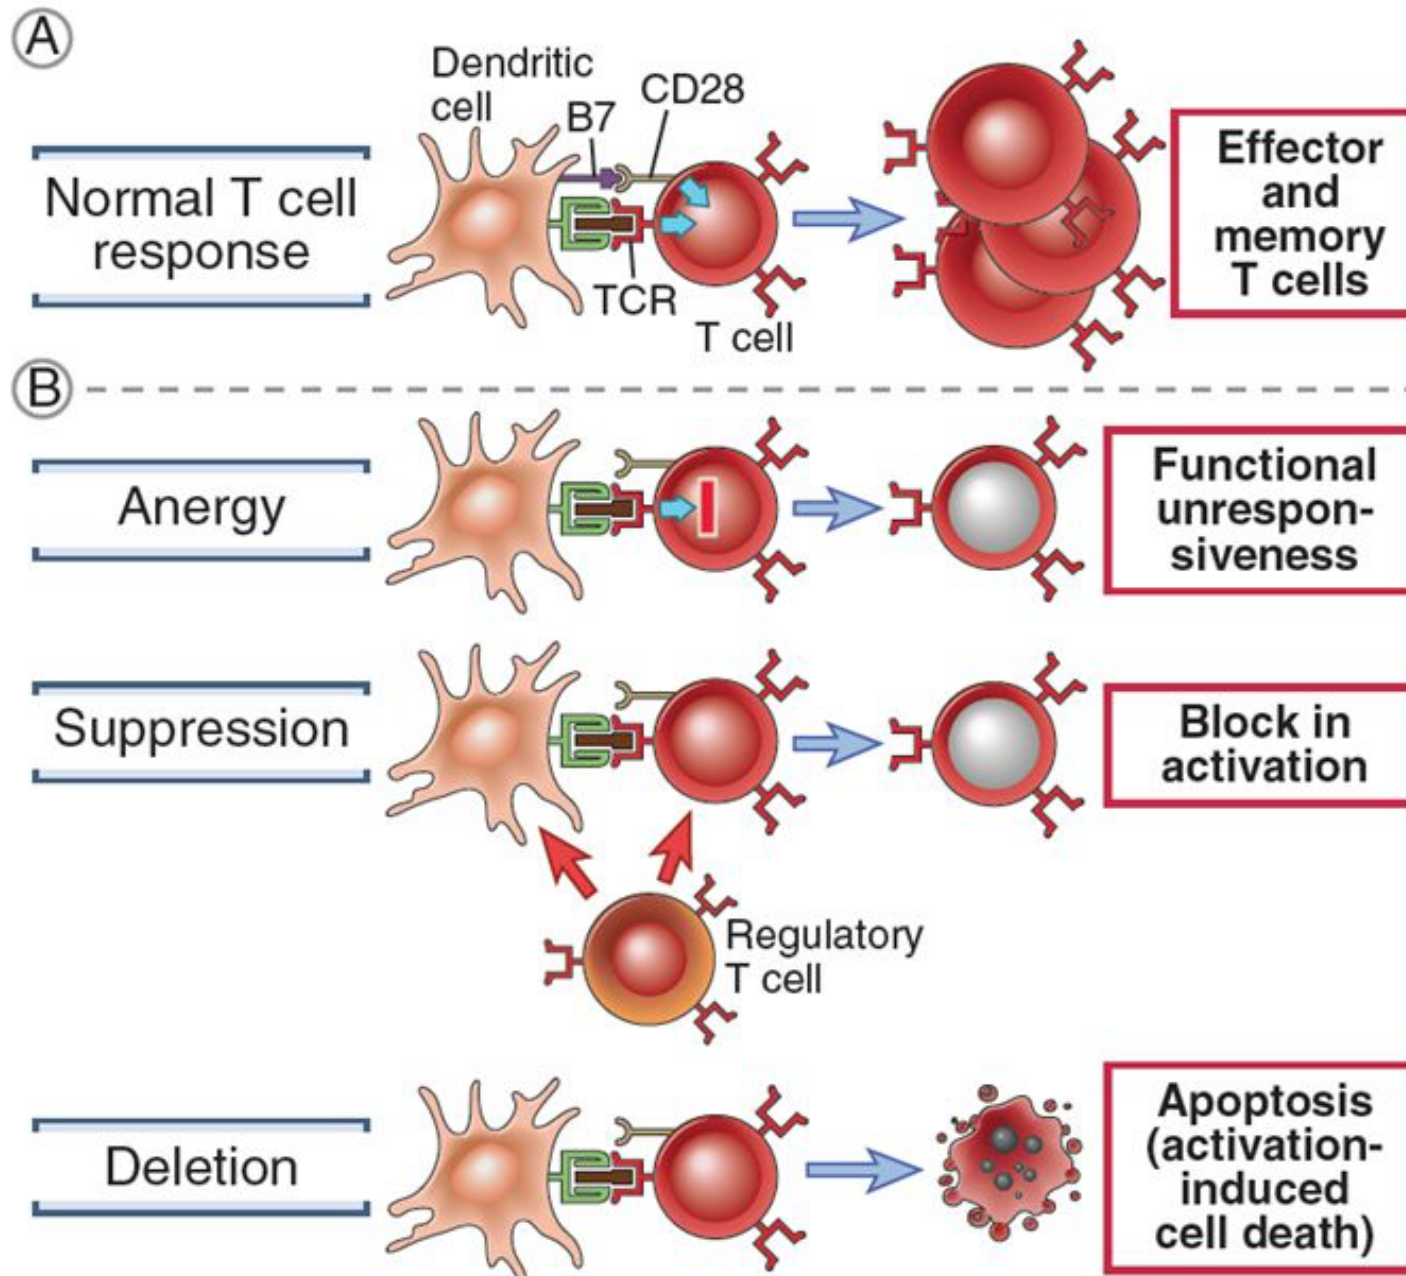 A
Dendritic
cell
B7
CD28
Normal T cell
response
TCR
T cell
Effector
and
memory
T cells
B
Anergy
Functional
unrespon-
siveness
Suppression
Block in
activation
Regulatory
T cell
Deletion
Apoptosis
(activation-
induced
cell death)